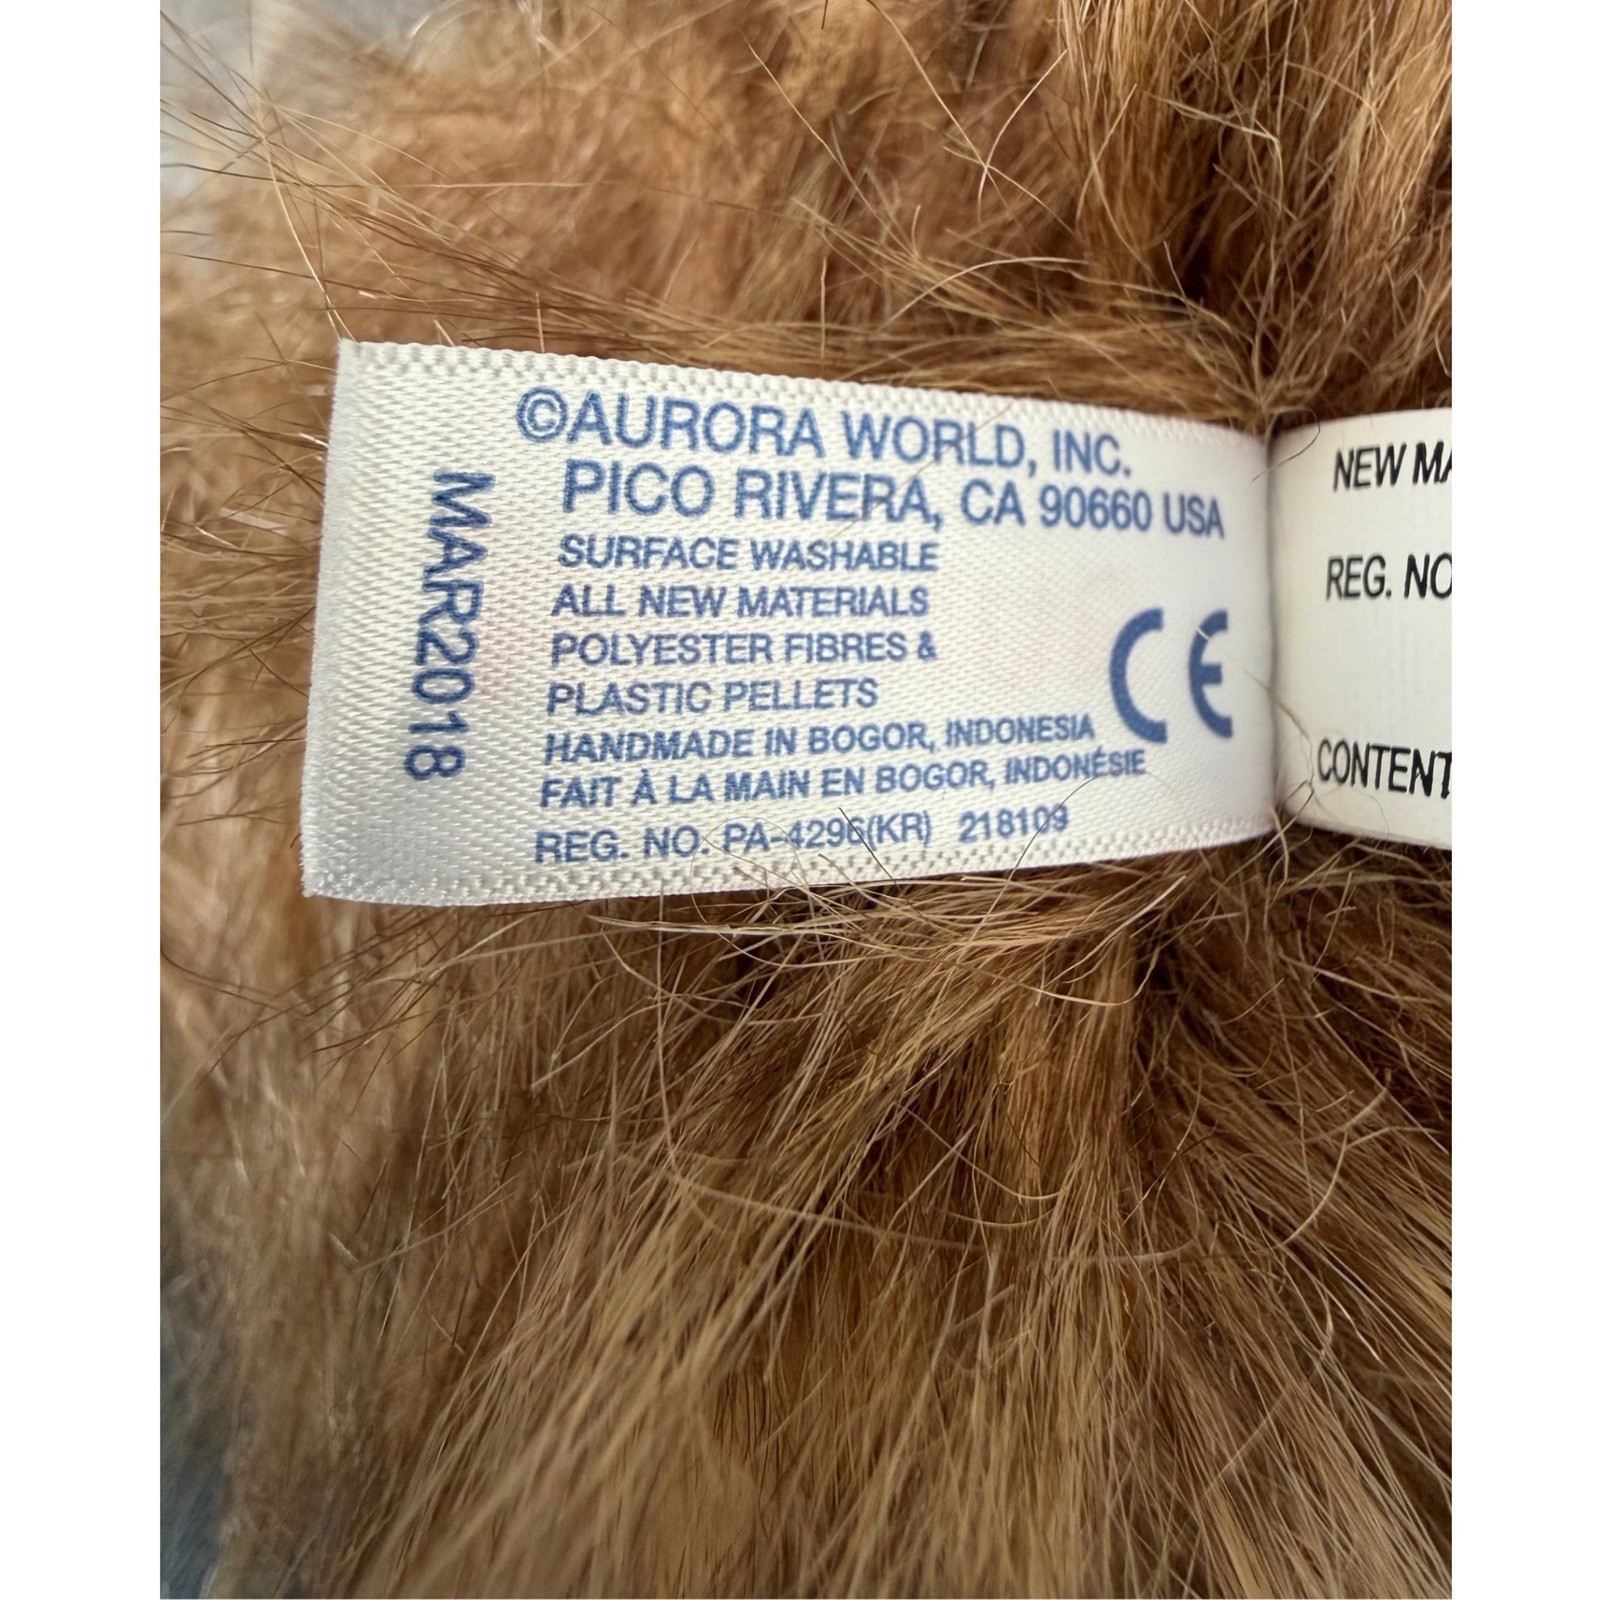 ©AURORA WORLD, INC.
PICO RIVERA, CA 90660 USA
SURFACE WASHABLE
ALL NEW MATERIALS
POLYESTER FIBRES &
PLASTIC PELLETS
HANDMADE IN BOGOR, INDONESIA
FAIT À LA MAIN EN BOGOR, INDONÉSIE
REG. NO. PA-4296(KR) 218109
CE
MAR2018
NEW MA
REG. NO
CONTENT